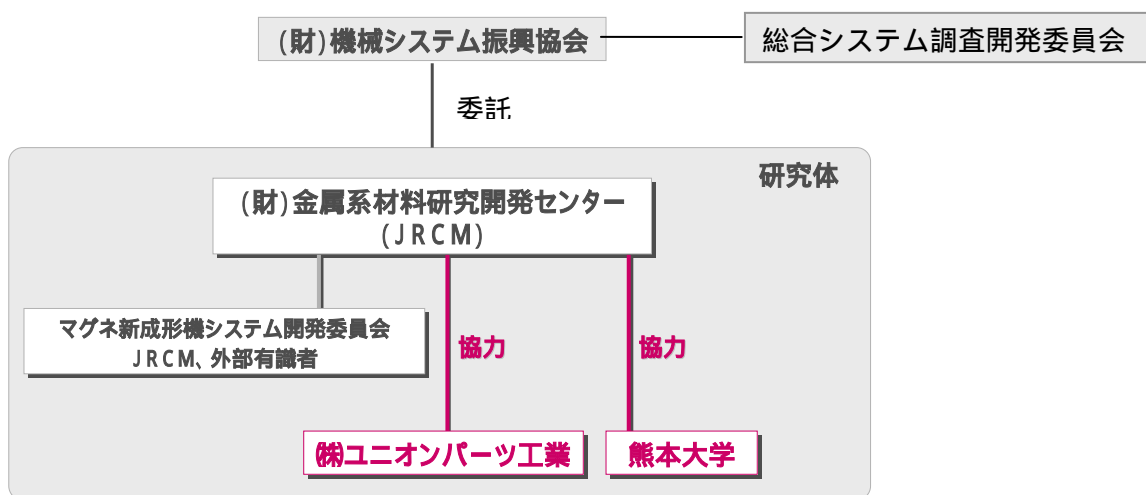 (財)機械システム振興協会
総合システム調査開発委員会
委託
研究体
(財)金属系材料研究開発センター
(JRCM)
マグネ新成形機システム開発委員会
JRCM、外部有識者
協力
協力
㈱ユニオンパーツ工業
熊本大学